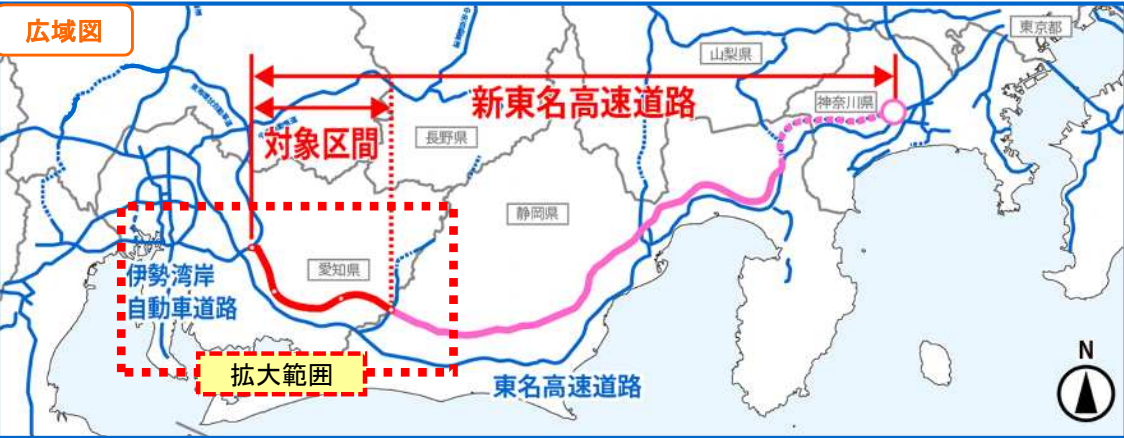 広域図
東京都
山梨県
新東名高速道路
神奈川県
対象区間
長野県
静岡県
愛知県
伊勢湾岸
自動車道路
拡大範囲
東名高速道路
N